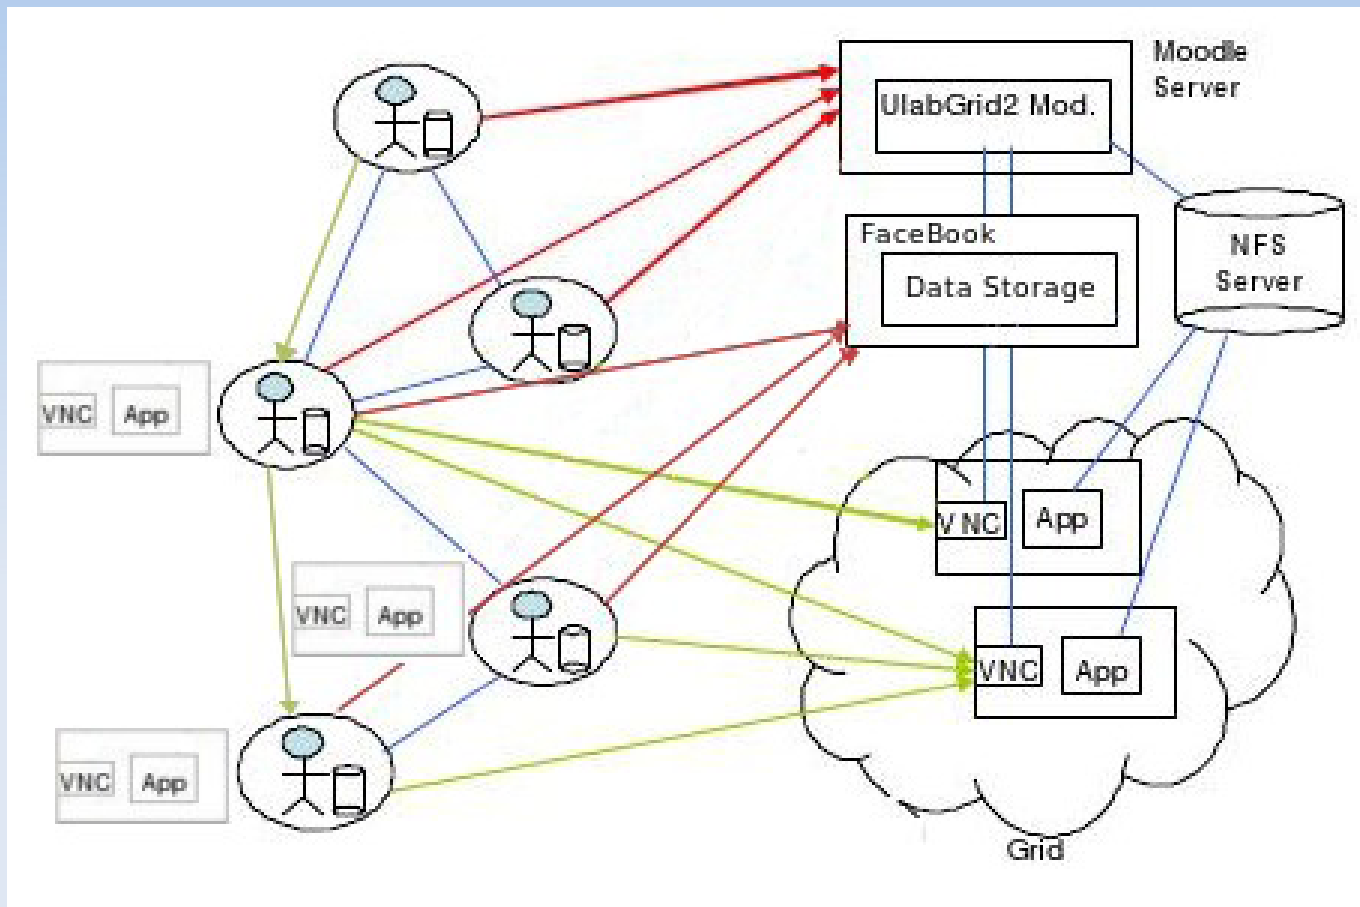 Moodle
Server
UlabGrid2 Mod.
FaceBook
Data Storage
NFS
Server
VNC App
VNC App
VNC App
VNC App
VNC App
Grid